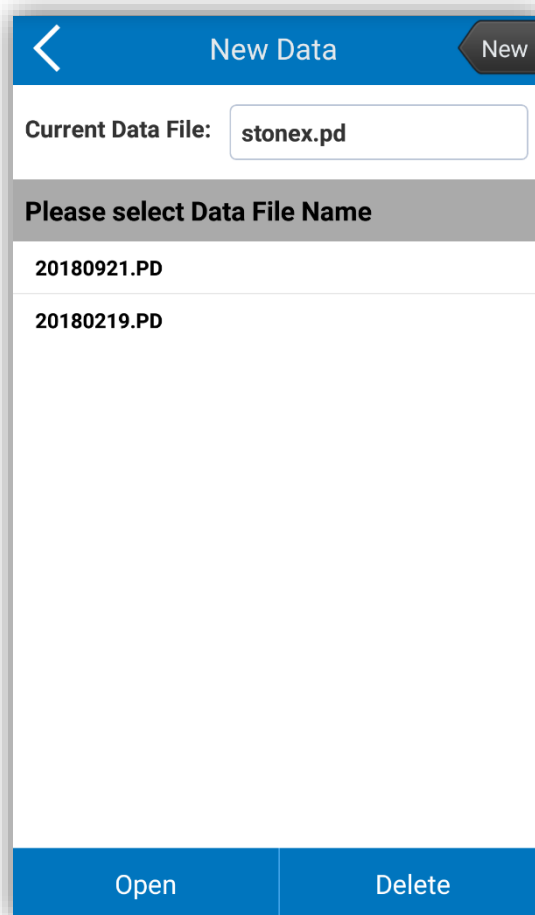 New Data
New
Current Data File:
stonex.pd
Please select Data File Name
20180921.PD
20180219.PD
Open
Delete